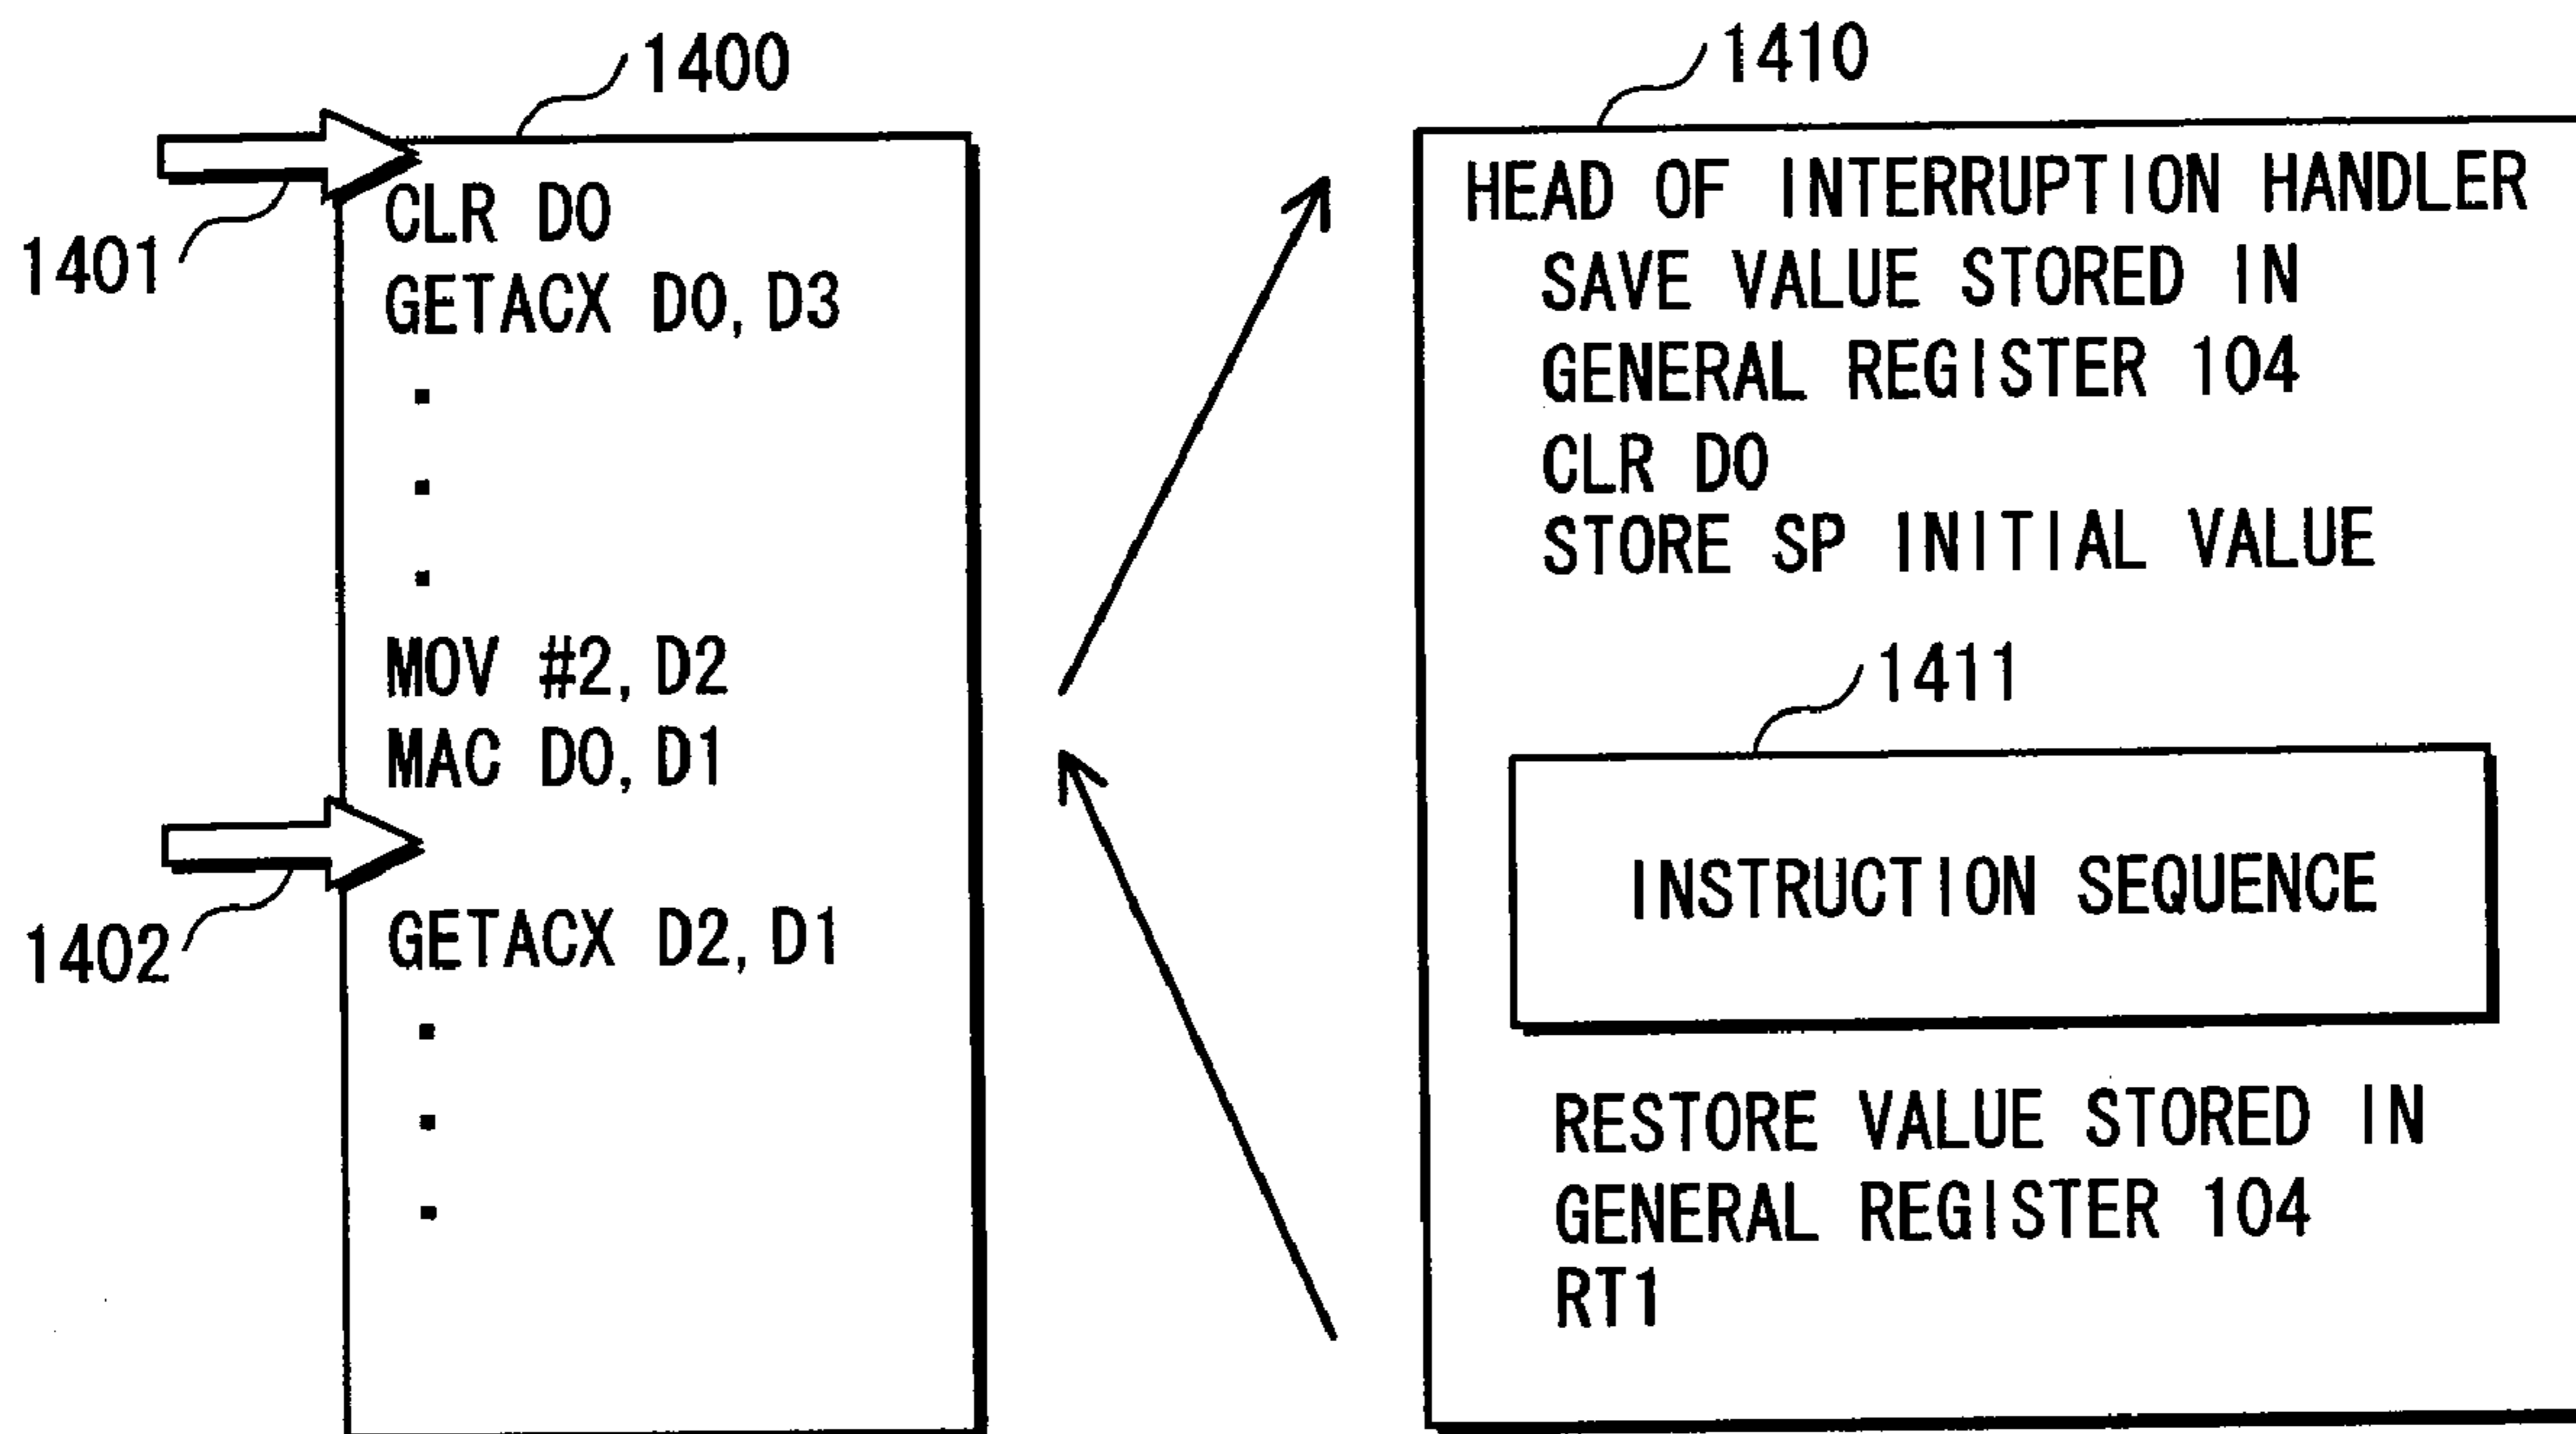 1400
1401
CLR D0
GETACX D0, D3
.
.
.
MOV #2, D2
MAC D0, D1
1402
GETACX D2, D1
.
.
.
1410
HEAD OF INTERRUPTION HANDLER
SAVE VALUE STORED IN
GENERAL REGISTER 104
CLR D0
STORE SP INITIAL VALUE
1411
INSTRUCTION SEQUENCE
RESTORE VALUE STORED IN
GENERAL REGISTER 104
RT1